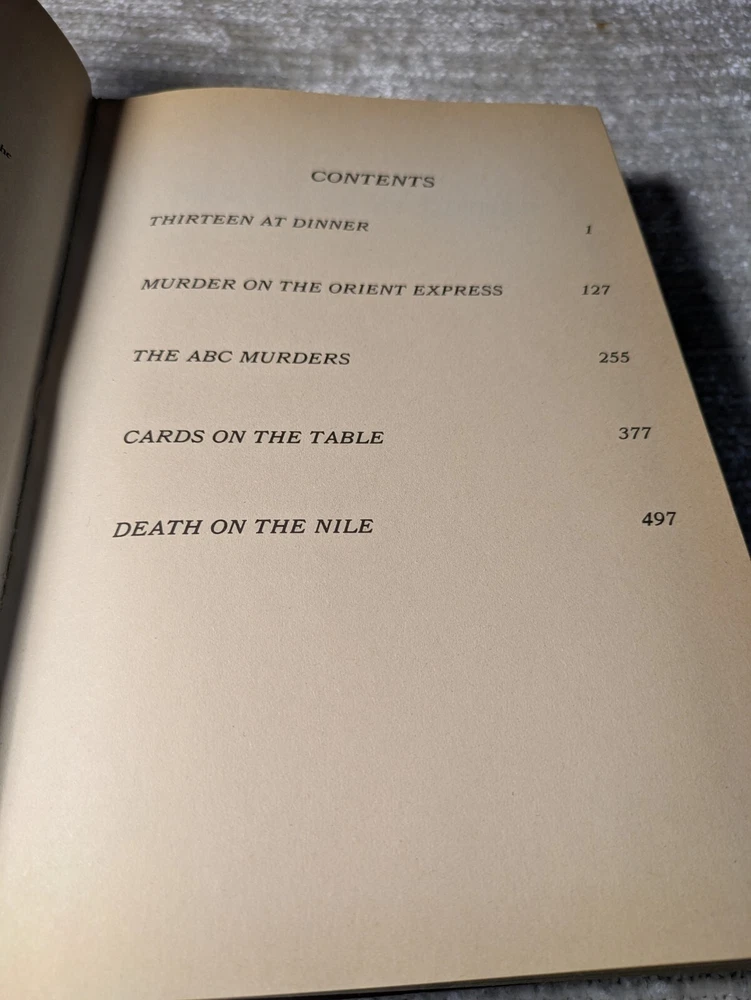 he
CONTENTS
THIRTEEN AT DINNER 1
MURDER ON THE ORIENT EXPRESS 127
THE ABC MURDERS 255
CARDS ON THE TABLE 377
DEATH ON THE NILE 497